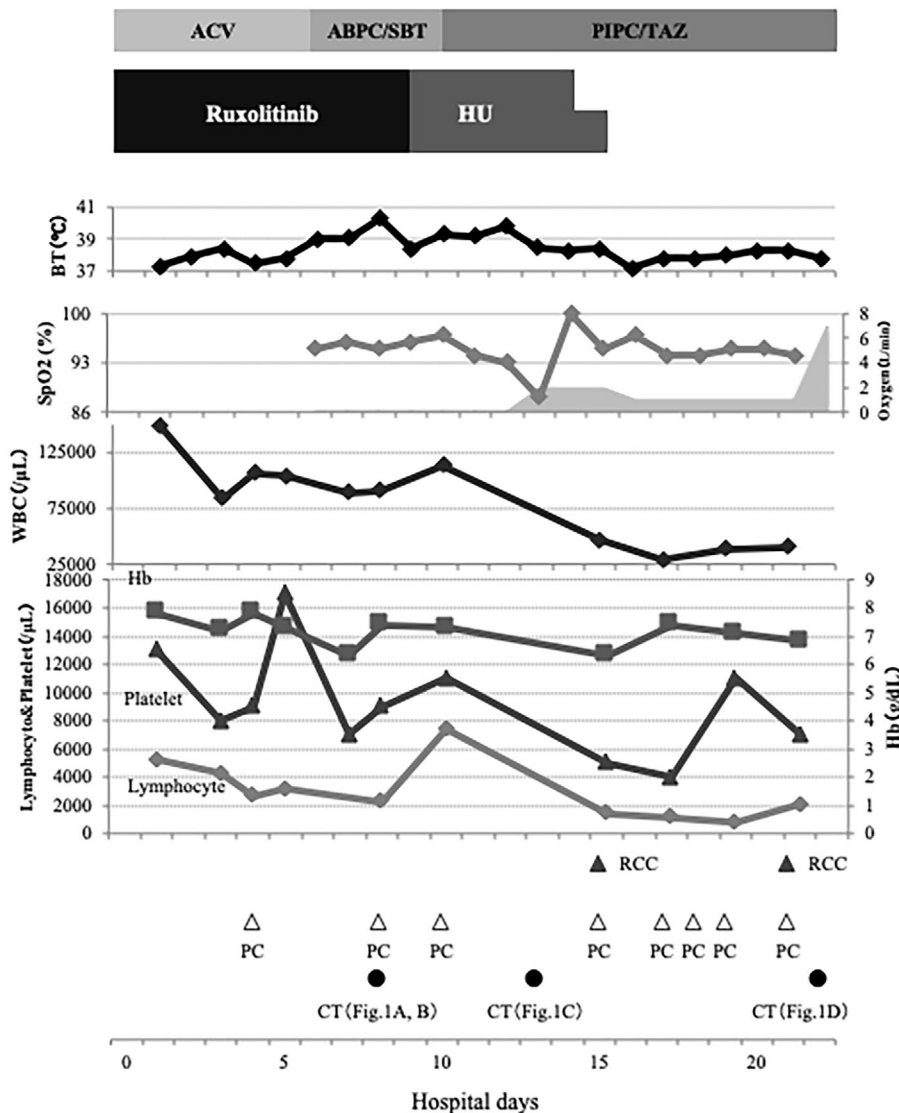 ACV ABPC/SBT PIPC/TAZ
Ruxolitinib HU
BT(℃)
41
39
37
SpO2 (%)
100
93
86
8
6
4
2
0
Oxygen(L/min)
WBC(/μL)
125000
75000
25000
Lymphocyto& Platelet(/μL)
18000
16000
14000
12000
10000
8000
6000
4000
2000
0
Hb
Platelet
Lymphocyte
9
8
7
6
5
4
3
2
1
0
Hb(g/dL)
RCC RCC
PC PC PC PC PC PC PC PC
CT(Fig.1A, B) CT(Fig.1C) CT(Fig.1D)
0 5 10 15 20
Hospital days